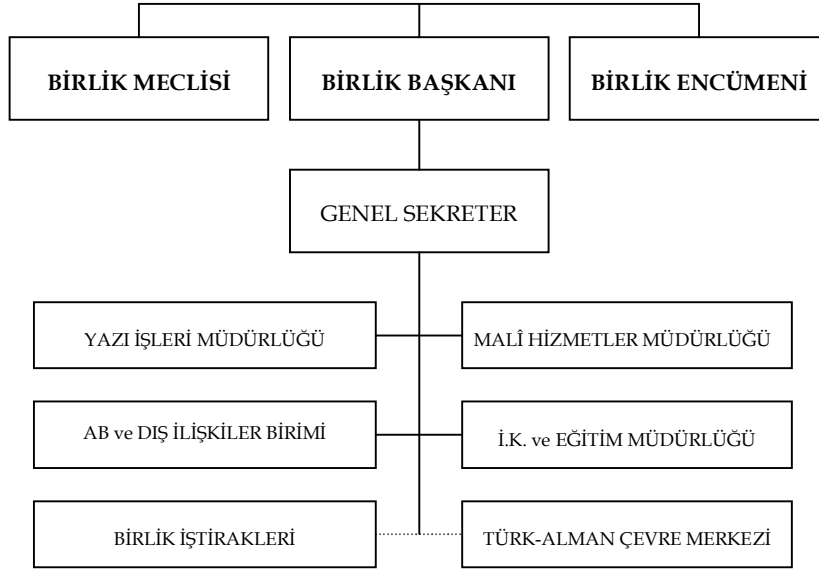 BİRLİK MECLİSİ
BİRLİK BAŞKANI
BİRLİK ENCÜMENİ
GENEL SEKRETER
YAZI İŞLERİ MÜDÜRLÜĞÜ
MALÎ HİZMETLER MÜDÜRLÜĞÜ
AB ve DIŞ İLİŞKİLER BİRİMİ
İ.K. ve EĞİTİM MÜDÜRLÜĞÜ
BİRLİK İŞTİRAKLERİ
TÜRK-ALMAN ÇEVRE MERKEZİ